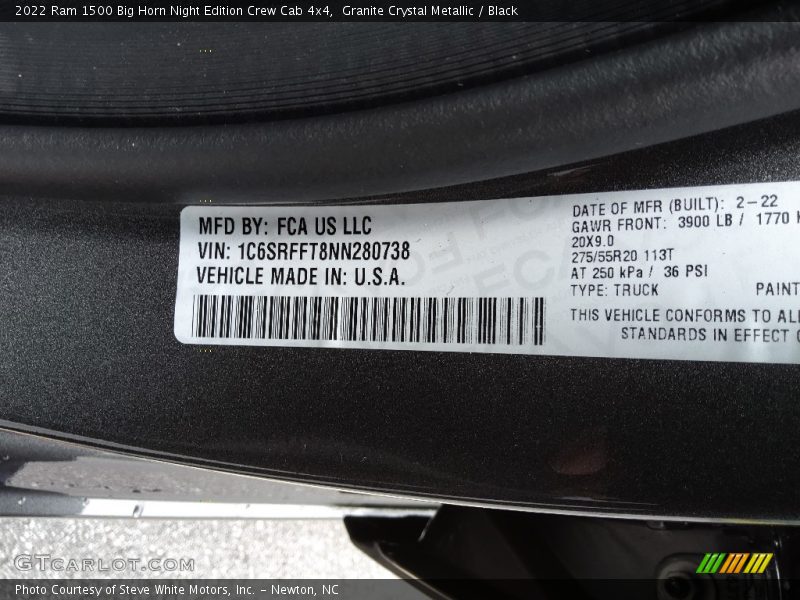 2022 Ram 1500 Big Horn Night Edition Crew Cab 4x4, Granite Crystal Metallic / Black
MFD BY: FCA US LLC
VIN: 1C6SRFFT8NN280738
VEHICLE MADE IN: U.S.A.
DATE OF MFR (BUILT): 2-22
GAWR FRONT: 3900 LB / 1770
20X9.0
275/55R20 113T
AT 250 kPa / 36 PSI
TYPE: TRUCK PAINT
THIS VEHICLE CONFORMS TO ALL
STANDARDS IN EFFECT
GTCARLOT.COM
Photo Courtesy of Steve White Motors, Inc. - Newton, NC